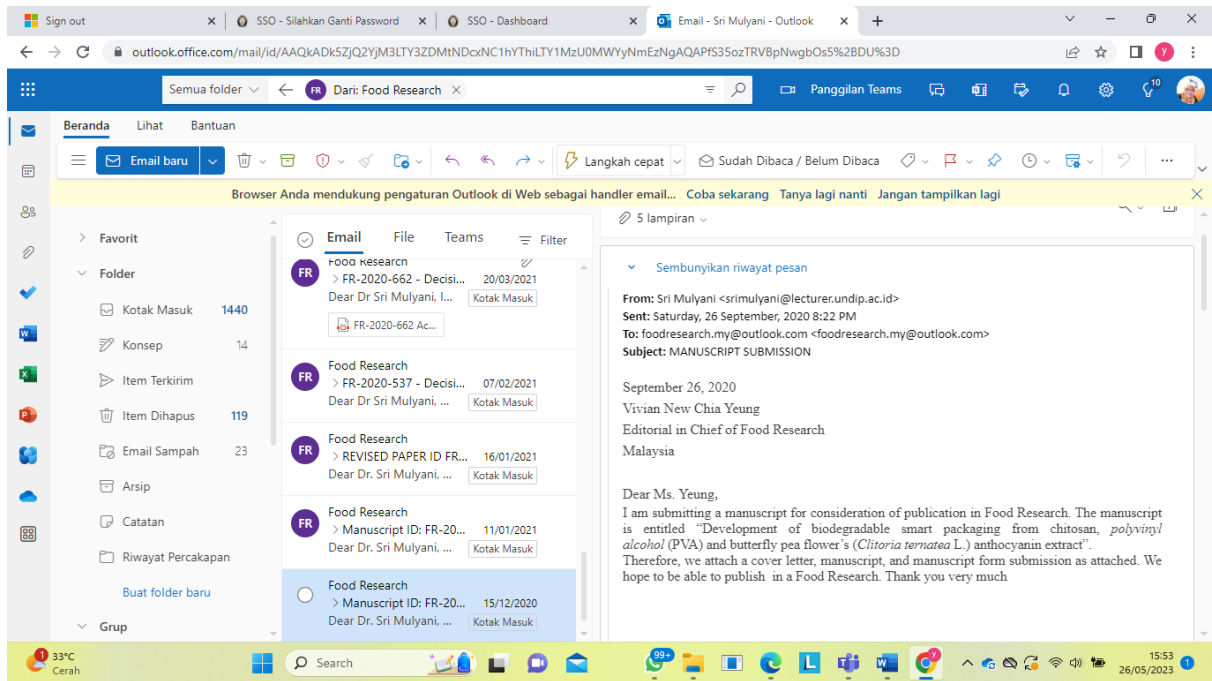 Sign out
SSO - Silahkan Ganti Password
SSO - Dashboard
Email - Sri Mulyani - Outlook
outlook.office.com/mail/id/AAQkADk5ZjQ2YjM3LTY3ZDMtNDcxNC1hYThiLTY1MzU0MWYyNmEzNgAQAPfS35ozTRVBpNwgbOs5%2BDU%3D
Y
Semua folder
FR Dari: Food Research
Panggilan Teams
10
Beranda Lihat Bantuan
Email baru
Langkah cepat
Sudah Dibaca / Belum Dibaca
Browser Anda mendukung pengaturan Outlook di Web sebagai handler email... Coba sekarang Tanya lagi nanti Jangan tampilkan lagi
Favorit
Folder
Kotak Masuk 1440
Konsep 14
Item Terkirim
Item Dihapus 119
Email Sampah 23
Arsip
Catatan
Riwayat Percakapan
Buat folder baru
Grup
Email File Teams Filter
FR
Food Research
> FR-2020-662 - Decisi... 20/03/2021
Dear Dr Sri Mulyani, I... Kotak Masuk
FR-2020-662 Ac...
FR
Food Research
> FR-2020-537 - Decisi... 07/02/2021
Dear Dr Sri Mulyani, ... Kotak Masuk
FR
Food Research
> REVISED PAPER ID FR... 16/01/2021
Dear Dr. Sri Mulyani, ... Kotak Masuk
FR
Food Research
> Manuscript ID: FR-20... 11/01/2021
Dear Dr. Sri Mulyani, ... Kotak Masuk
Food Research
> Manuscript ID: FR-20... 15/12/2020
Dear Dr. Sri Mulyani, ... Kotak Masuk
5 lampiran
Sembunyikan riwayat pesan
From: Sri Mulyani <srimulyani@lecturer.undip.ac.id>
Sent: Saturday, 26 September, 2020 8:22 PM
To: foodresearch.my@outlook.com <foodresearch.my@outlook.com>
Subject: MANUSCRIPT SUBMISSION
September 26, 2020
Vivian New Chia Yeung
Editorial in Chief of Food Research
Malaysia
Dear Ms. Yeung,
I am submitting a manuscript for consideration of publication in Food Research. The manuscript
is entitled “Development of biodegradable smart packaging from chitosan, polyvinyl
alcohol (PVA) and butterfly pea flower’s (Clitoria ternatea L.) anthocyanin extract”.
Therefore, we attach a cover letter, manuscript, and manuscript form submission as attached. We
hope to be able to publish in a Food Research. Thank you very much
33°C
Cerah
Search
99+
15:53
26/05/2023
1